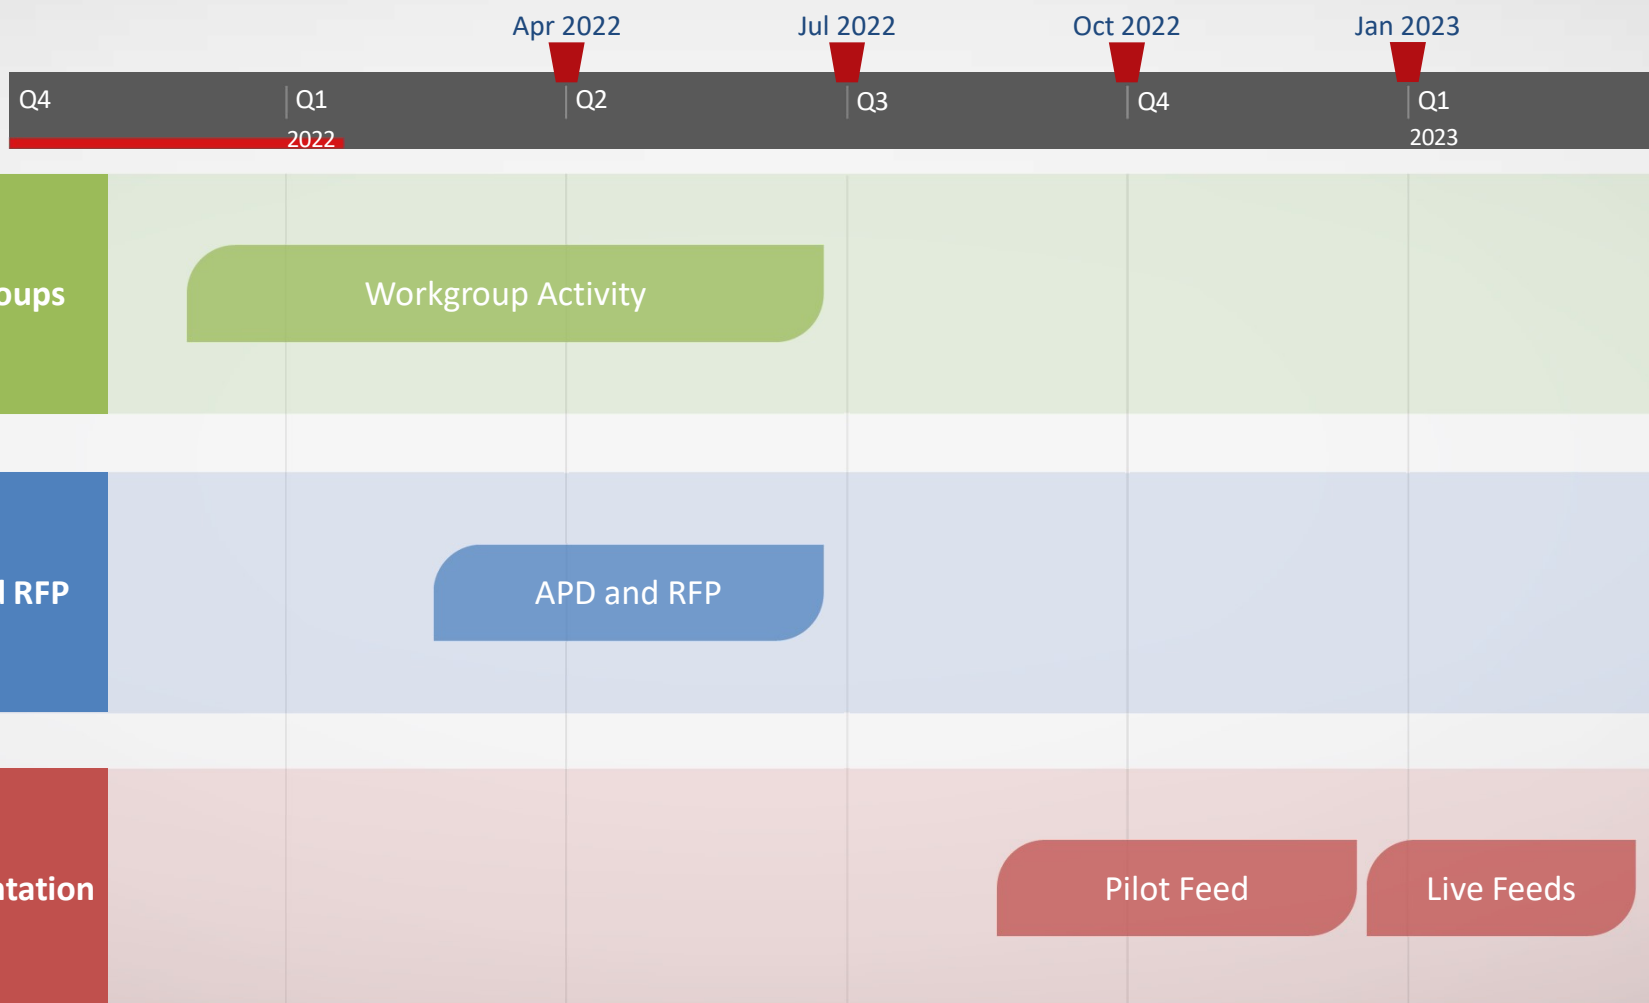 Apr 2022 Jul 2022 Oct 2022 Jan 2023
Q4 Q1 Q2 Q3 Q4 Q1
2022 2023
oups Workgroup Activity
RFP APD and RFP
ntation Pilot Feed Live Feeds